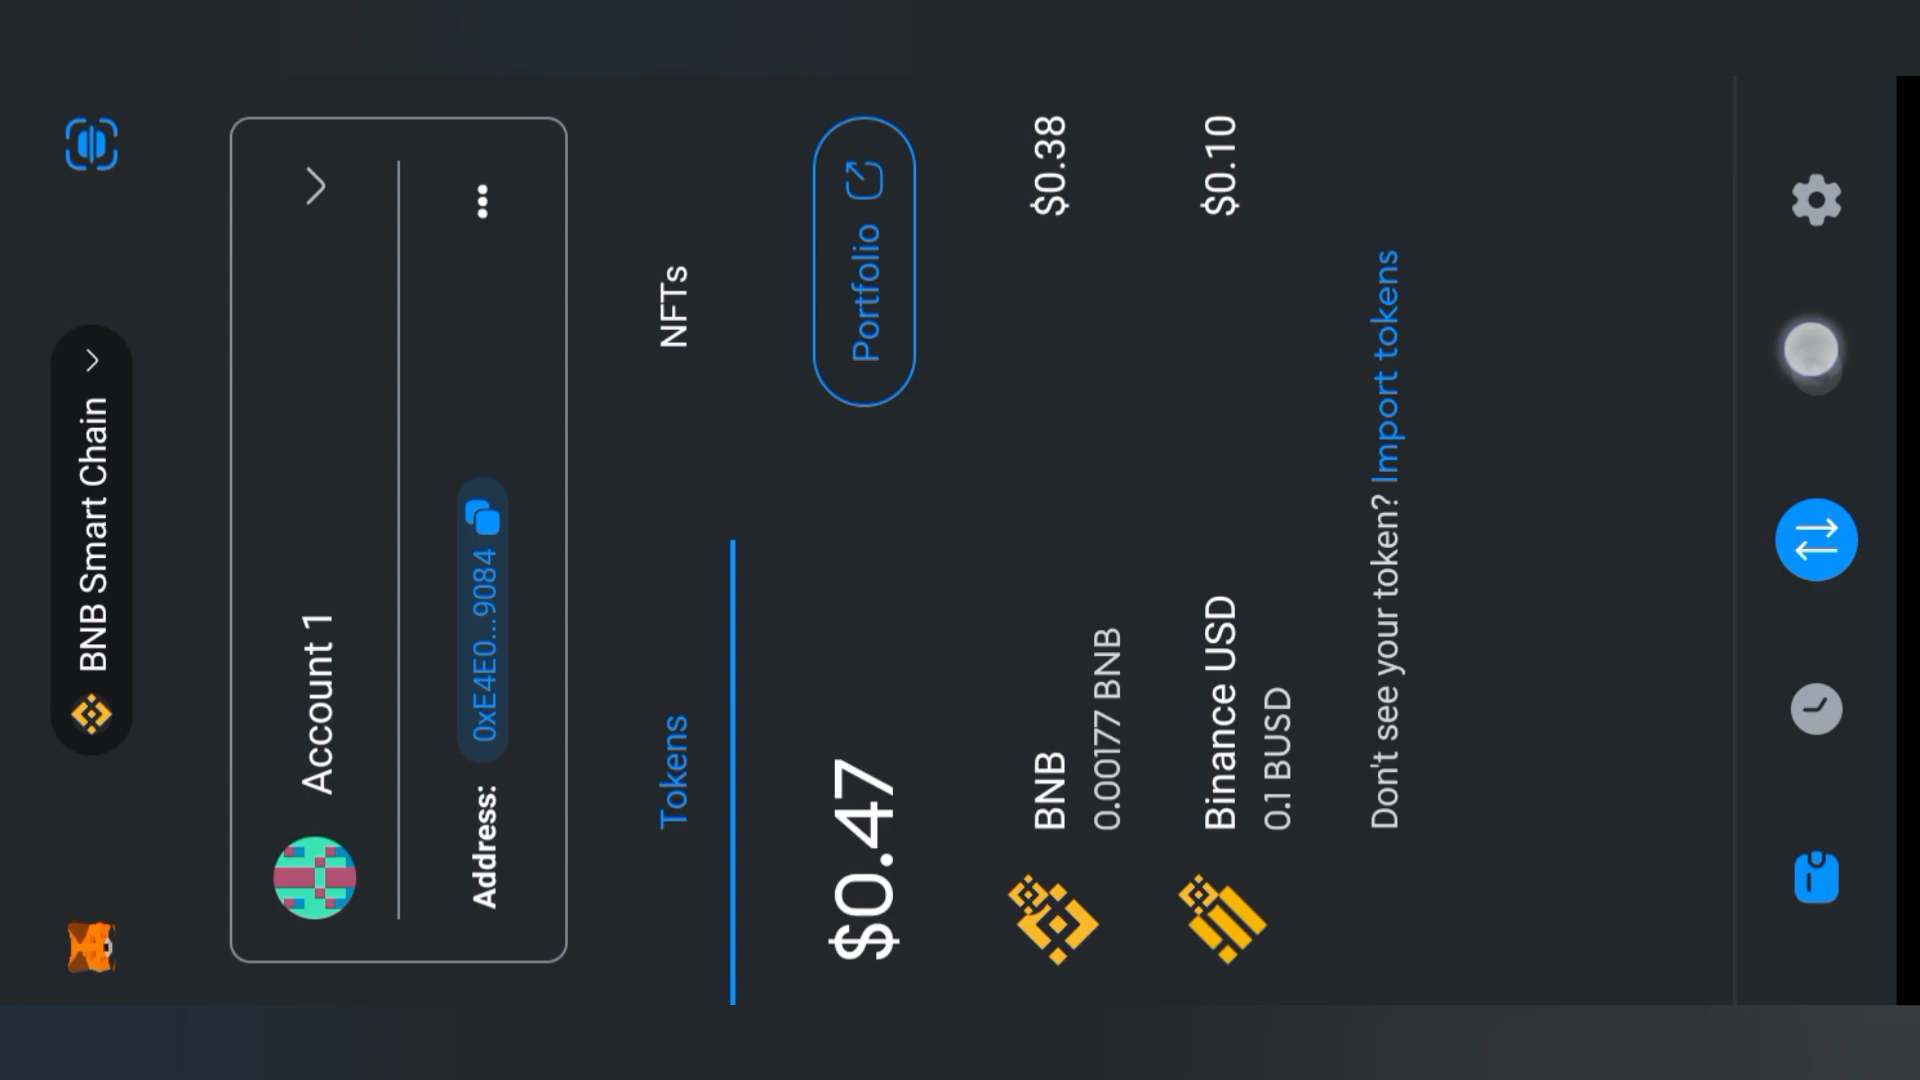 BNB Smart Chain
Account 1
Address: 0xE4E0...9084
Tokens NFTs
$0.47 Portfolio
BNB $0.38
0.00177 BNB
Binance USD $0.10
0.1 BUSD
Don't see your token? Import tokens